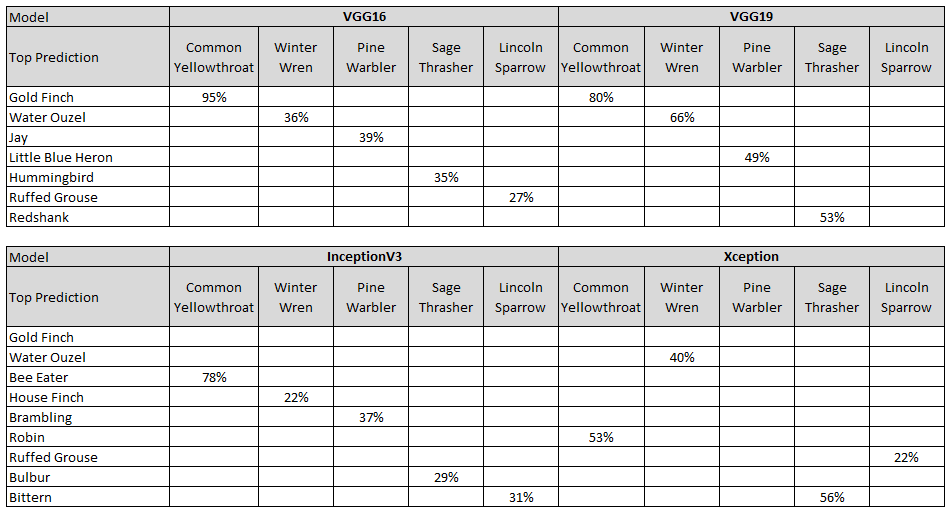 Model VGG16 VGG19
Top Prediction Common Yellowthroat Winter Wren Pine Warbler Sage Thrasher Lincoln Sparrow Common Yellowthroat Winter Wren Pine Warbler Sage Thrasher Lincoln Sparrow
Gold Finch 95% 80%
Water Ouzel 36% 66%
Jay 39%
Little Blue Heron 49%
Hummingbird 35%
Ruffed Grouse 27%
Redshank 53%
Model InceptionV3 Xception
Top Prediction Common Yellowthroat Winter Wren Pine Warbler Sage Thrasher Lincoln Sparrow Common Yellowthroat Winter Wren Pine Warbler Sage Thrasher Lincoln Sparrow
Gold Finch
Water Ouzel 40%
Bee Eater 78%
House Finch 22%
Brambling 37%
Robin 53%
Ruffed Grouse 22%
Bulbur 29%
Bittern 31% 56%